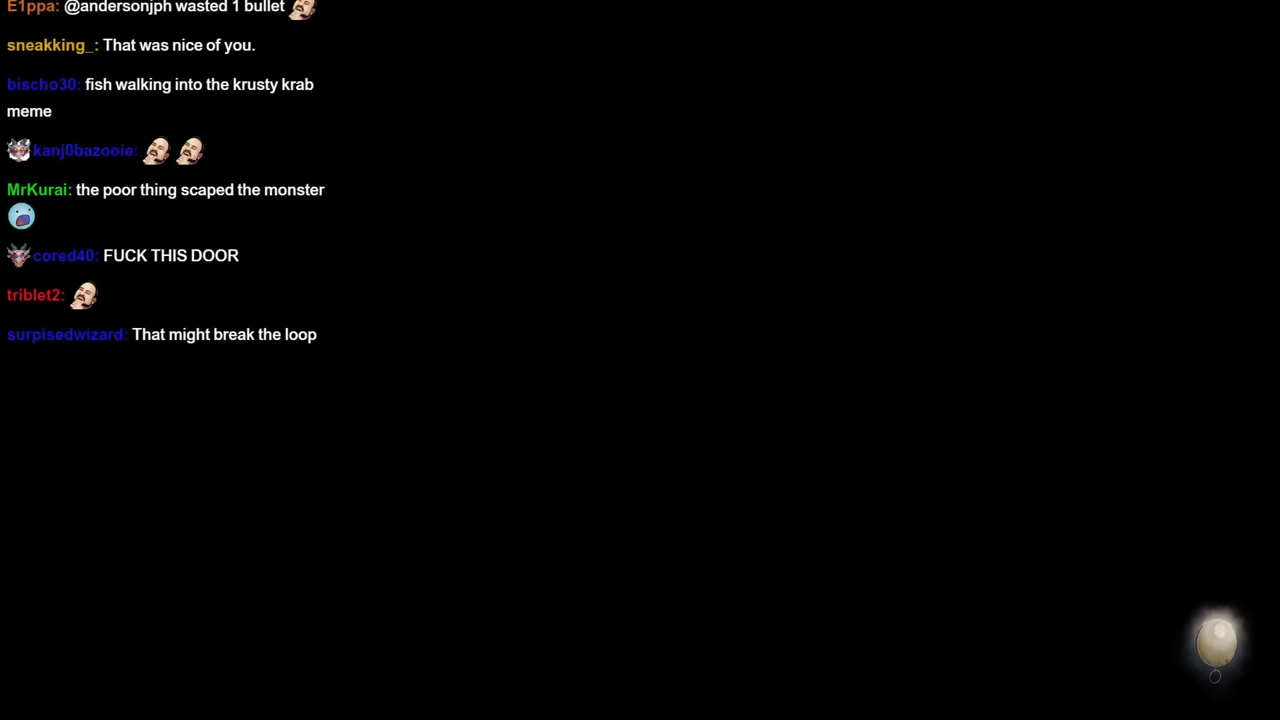 E1ppa: @andersonjph wasted 1 bullet
sneakking_: That was nice of you.
bischo30: fish walking into the krusty krab
meme
kanj0bazooie:
MrKurai: the poor thing scaped the monster
cored40: FUCK THIS DOOR
triblet2:
surpisedwizard: That might break the loop